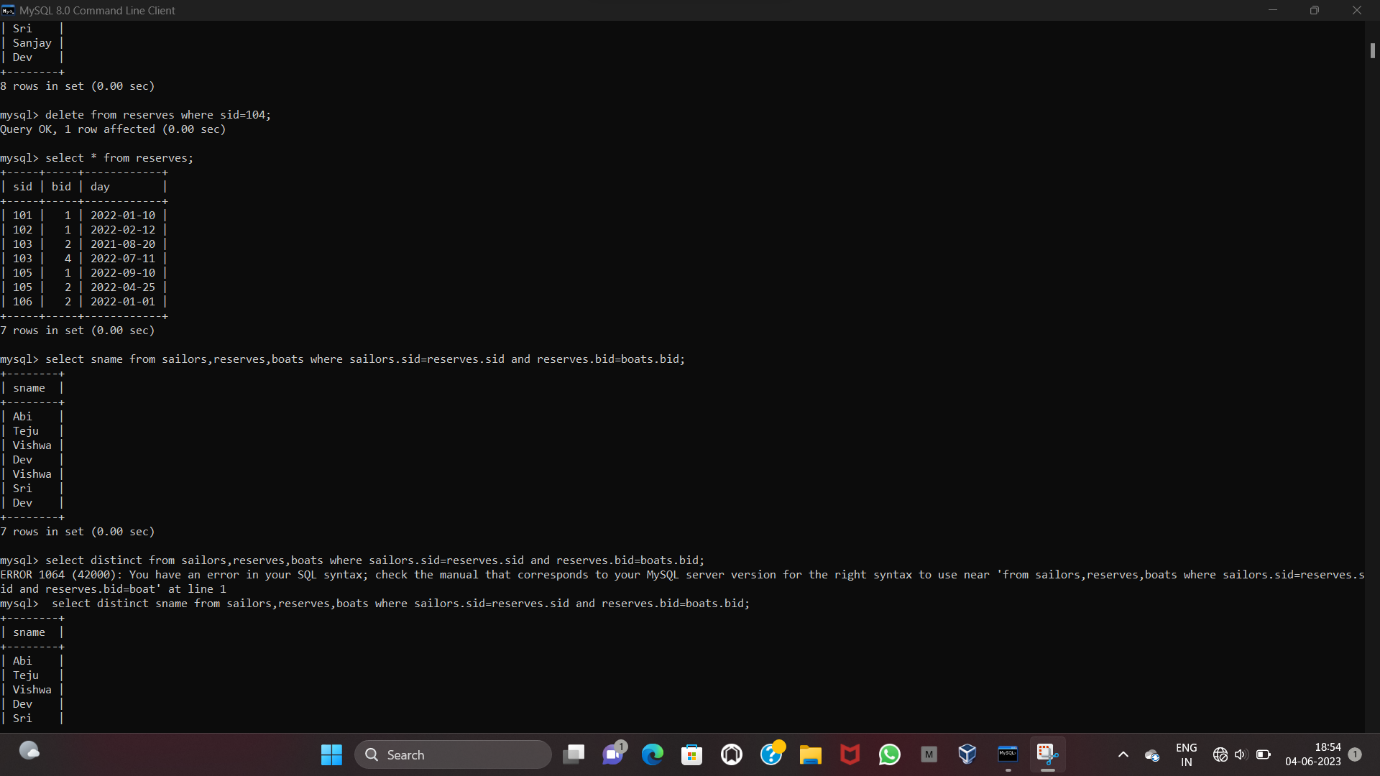 MySQL 8.0 Command Line Client
| Sri    |
| Sanjay |
| Dev    |
+--------+
8 rows in set (0.00 sec)
mysql> delete from reserves where sid=104;
Query OK, 1 row affected (0.00 sec)
mysql> select * from reserves;
+-----+-----+------------+
| sid | bid | day        |
+-----+-----+------------+
| 101 |   1 | 2022-01-10 |
| 102 |   1 | 2022-02-12 |
| 103 |   2 | 2021-08-20 |
| 103 |   4 | 2022-07-11 |
| 105 |   1 | 2022-09-10 |
| 105 |   2 | 2022-04-25 |
| 106 |   2 | 2022-01-01 |
+-----+-----+------------+
7 rows in set (0.00 sec)
mysql> select sname from sailors,reserves,boats where sailors.sid=reserves.sid and reserves.bid=boats.bid;
+--------+
| sname  |
+--------+
| Abi    |
| Teju   |
| Vishwa |
| Dev    |
| Vishwa |
| Sri    |
| Dev    |
+--------+
7 rows in set (0.00 sec)
mysql> select distinct from sailors,reserves,boats where sailors.sid=reserves.sid and reserves.bid=boats.bid;
ERROR 1064 (42000): You have an error in your SQL syntax; check the manual that corresponds to your MySQL server version for the right syntax to use near 'from sailors,reserves,boats where sailors.sid=reserves.s
id and reserves.bid=boat' at line 1
mysql>  select distinct sname from sailors,reserves,boats where sailors.sid=reserves.sid and reserves.bid=boats.bid;
+--------+
| sname  |
+--------+
| Abi    |
| Teju   |
| Vishwa |
| Dev    |
| Sri    |
Search
1
?
M
MySQL
ENG
IN
18:54
04-06-2023
1